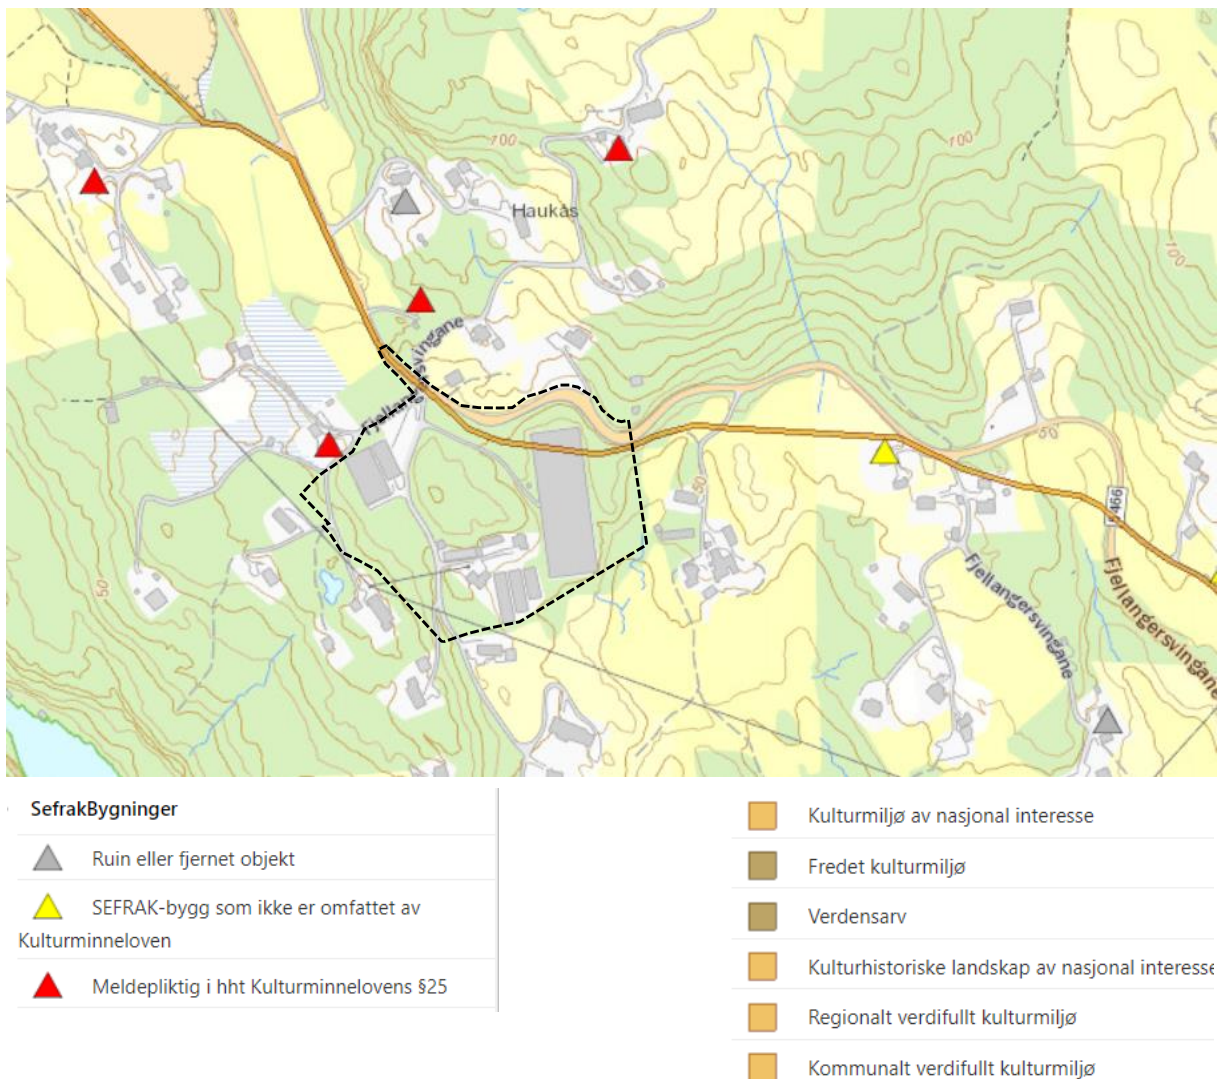 100
100
Haukås
100
Fjellangersvingane
Fjellangersvingane
50
50
50
5466
Fjellangersvingane
Fjellangersvingane
SefrakBygninger
Ruin eller fjernet objekt
SEFRAK-bygg som ikke er omfattet av
Kulturminneloven
Meldepliktig i hht Kulturminnelovens §25
Kulturmiljø av nasjonal interesse
Fredet kulturmiljø
Verdensarv
Kulturhistoriske landskap av nasjonal interesse
Regionalt verdifullt kulturmiljø
Kommunalt verdifullt kulturmiljø